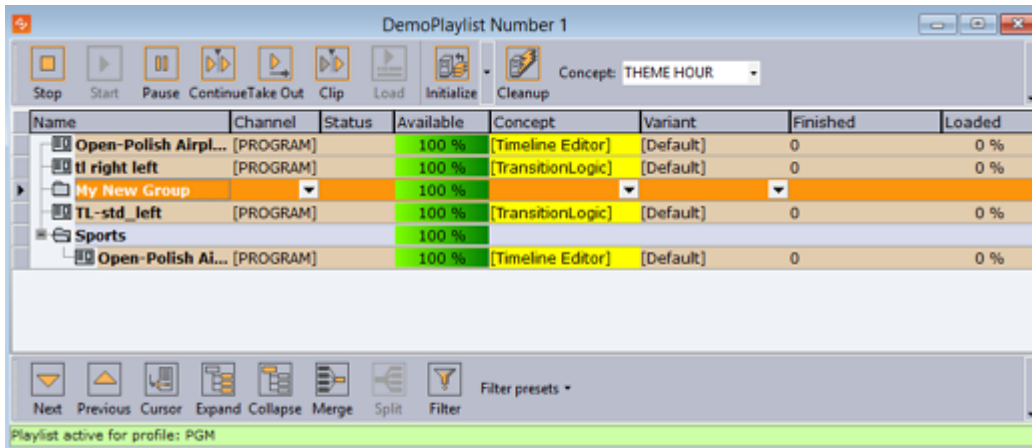 DemoPlaylist Number 1
Stop Start Pause Continue Take Out Clip Load Initialize Cleanup Concept: THEME HOUR
Name Channel Status Available Concept Variant Finished Loaded
Open-Polish Airpl... [PROGRAM] 100 % [Timeline Editor] [Default] 0 0 %
tl right left [PROGRAM] 100 % [TransitionLogic] [Default] 0 0 %
My New Group 100 %
TL-std_left [PROGRAM] 100 % [TransitionLogic] [Default] 0 0 %
Sports 100 %
Open-Polish Ai... [PROGRAM] 100 % [Timeline Editor] [Default] 0 0 %
Next Previous Cursor Expand Collapse Merge Split Filter Filter presets
Playlist active for profile: PGM